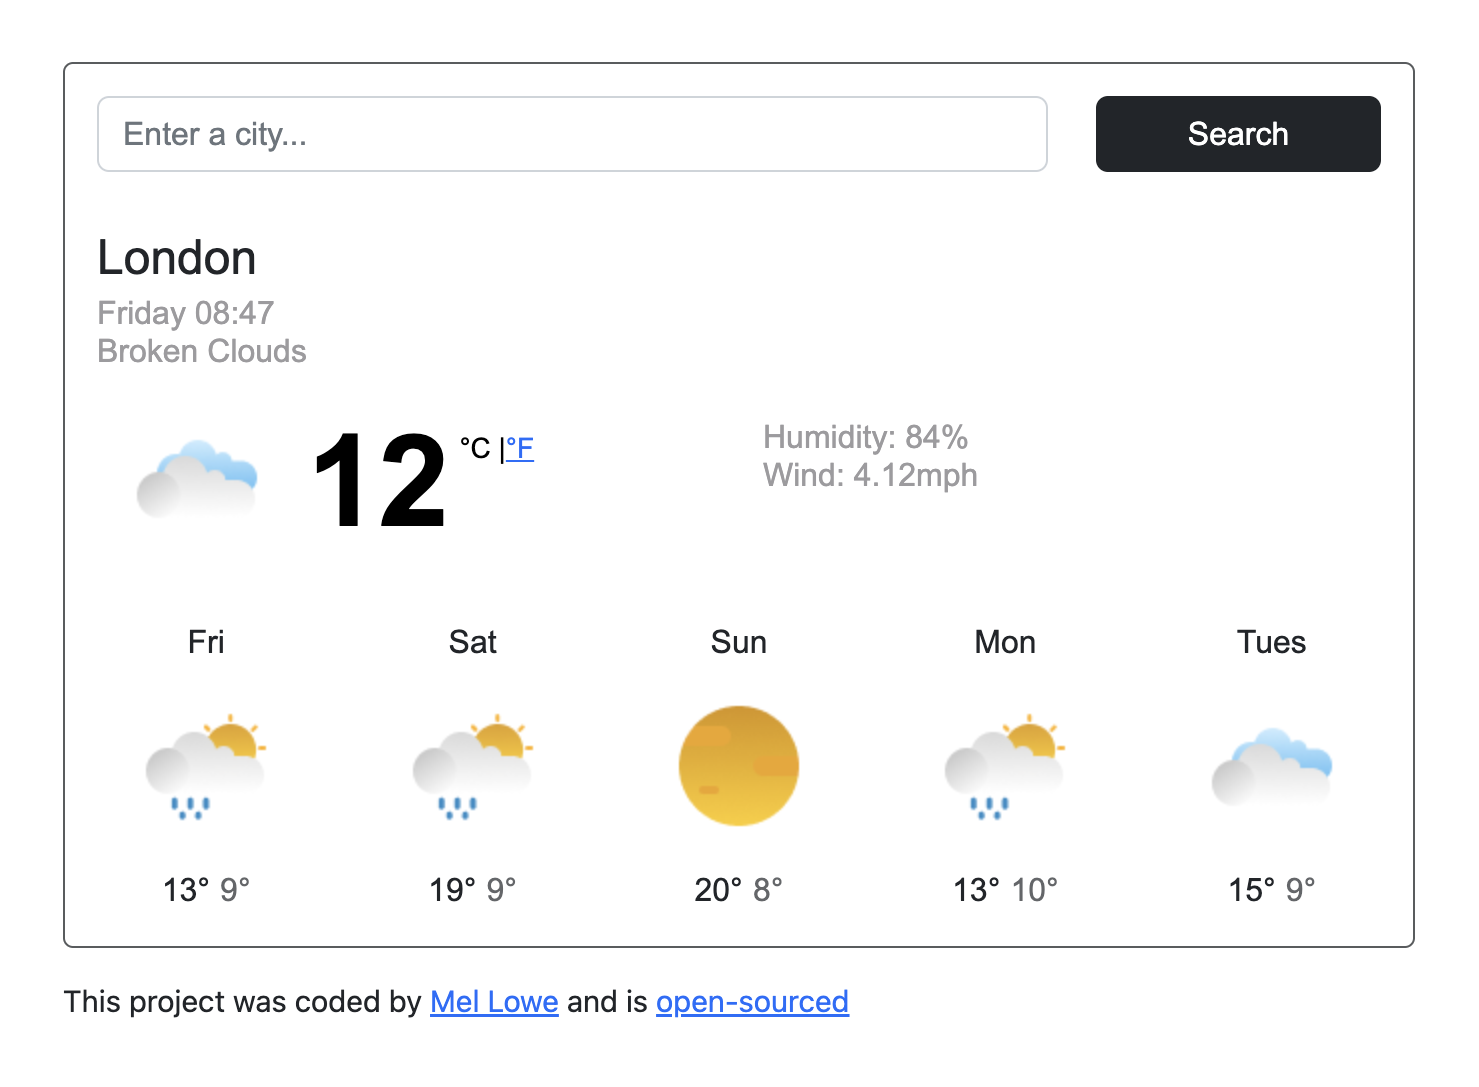 Enter a city...
Search
London
Friday 08:47
Broken Clouds
12 °C |°F
Humidity: 84%
Wind: 4.12mph
Fri Sat Sun Mon Tues
13° 9° 19° 9° 20° 8° 13° 10° 15° 9°
This project was coded by Mel Lowe and is open-sourced